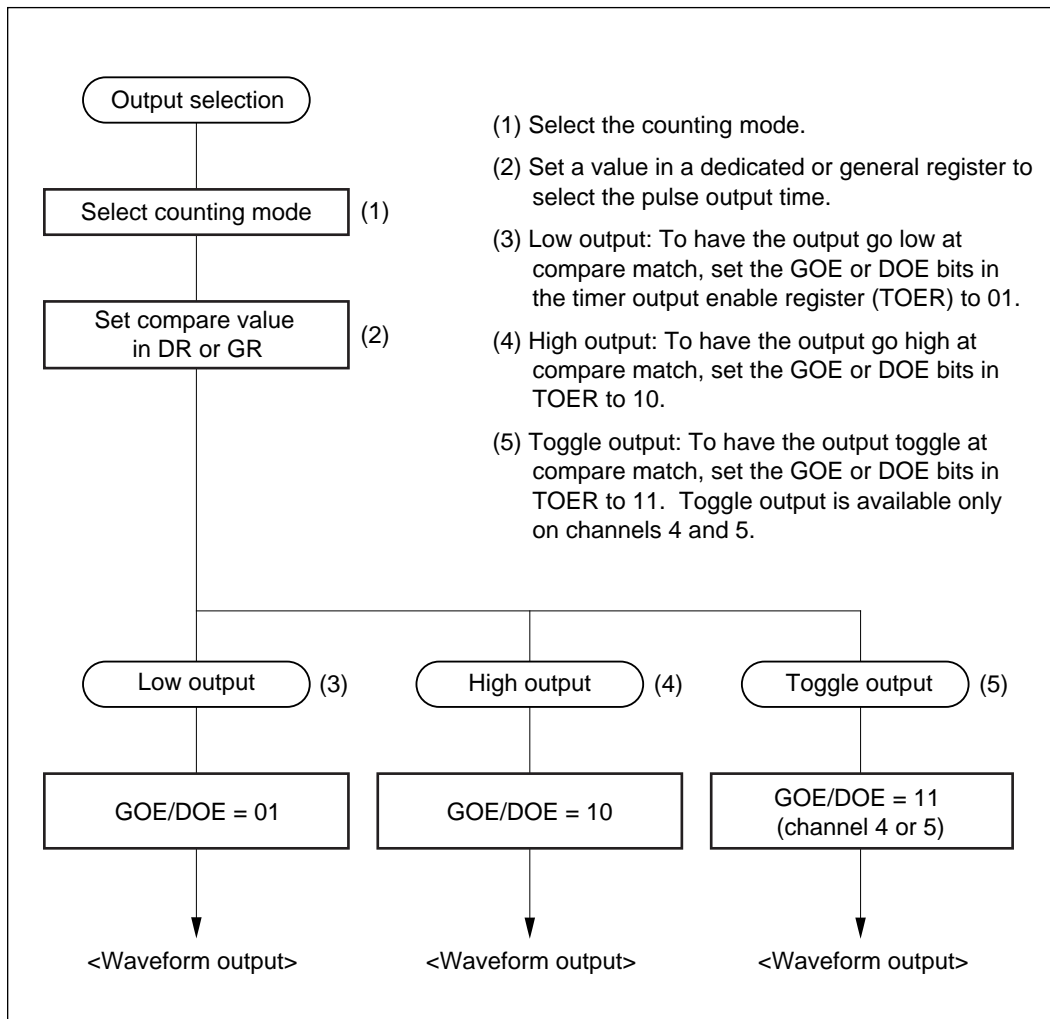 Output selection
Select counting mode (1)
Set compare value
in DR or GR
(2)
(1) Select the counting mode.
(2) Set a value in a dedicated or general register to
select the pulse output time.
(3) Low output: To have the output go low at
compare match, set the GOE or DOE bits in
the timer output enable register (TOER) to 01.
(4) High output: To have the output go high at
compare match, set the GOE or DOE bits in
TOER to 10.
(5) Toggle output: To have the output toggle at
compare match, set the GOE or DOE bits in
TOER to 11. Toggle output is available only
on channels 4 and 5.
Low output (3)
High output (4)
Toggle output (5)
GOE/DOE = 01
GOE/DOE = 10
GOE/DOE = 11
(channel 4 or 5)
<Waveform output>
<Waveform output>
<Waveform output>